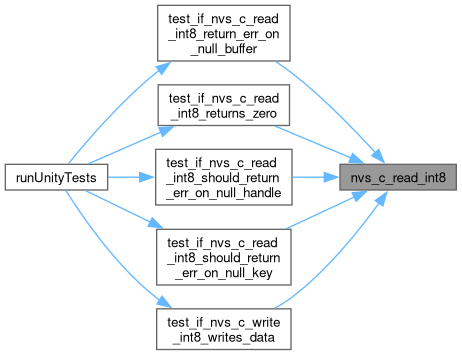 test_if_nvs_c_read
_int8_return_err_on
_null_buffer
test_if_nvs_c_read
_int8_returns_zero
runUnityTests
test_if_nvs_c_read
_int8_should_return
_err_on_null_handle
nvs_c_read_int8
test_if_nvs_c_read
_int8_should_return
_err_on_null_key
test_if_nvs_c_write
_int8_writes_data